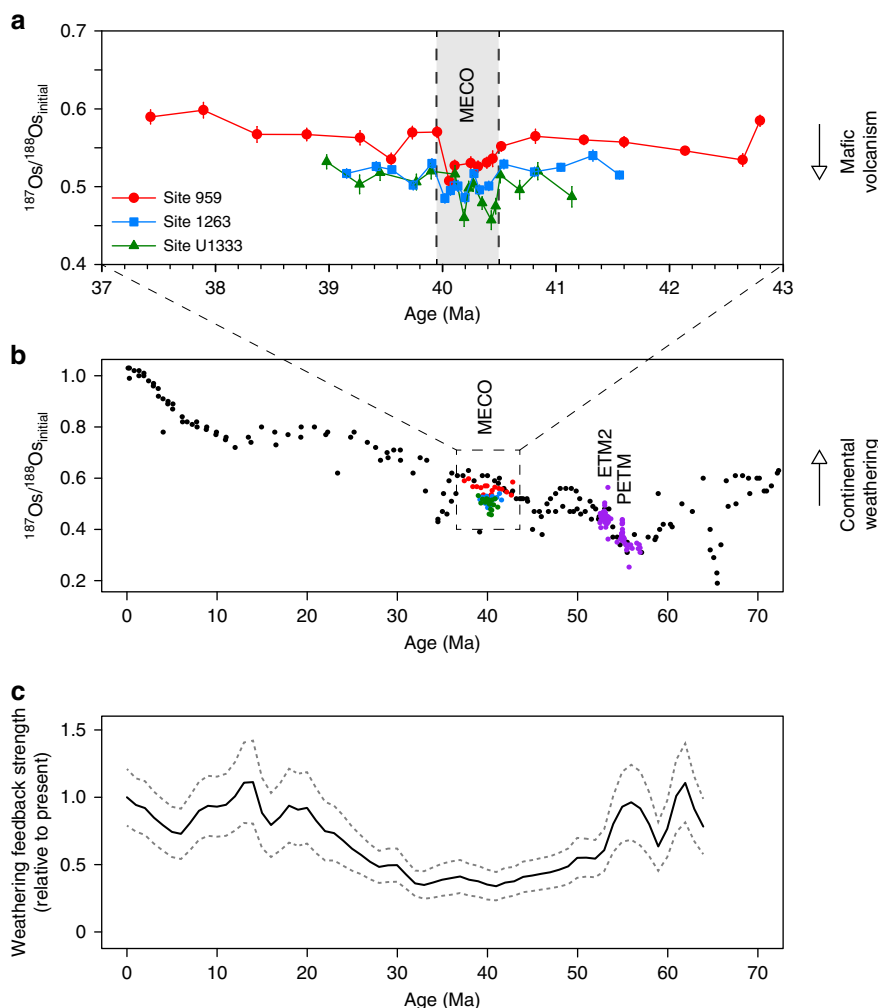 a
0.7
0.6
0.5
0.4
187Os/188Osinitial
MECO
Site 959
Site 1263
Site U1333
Mafic
volcanism
37
38
39
40
41
42
43
Age (Ma)
b
1.0
0.8
0.6
0.4
0.2
187Os/188Osinitial
MECO
ETM2
PETM
Continental
weathering
0
10
20
30
40
50
60
70
Age (Ma)
c
1.5
1.0
0.5
0
Weathering feedback strength
(relative to present)
0
10
20
30
40
50
60
70
Age (Ma)